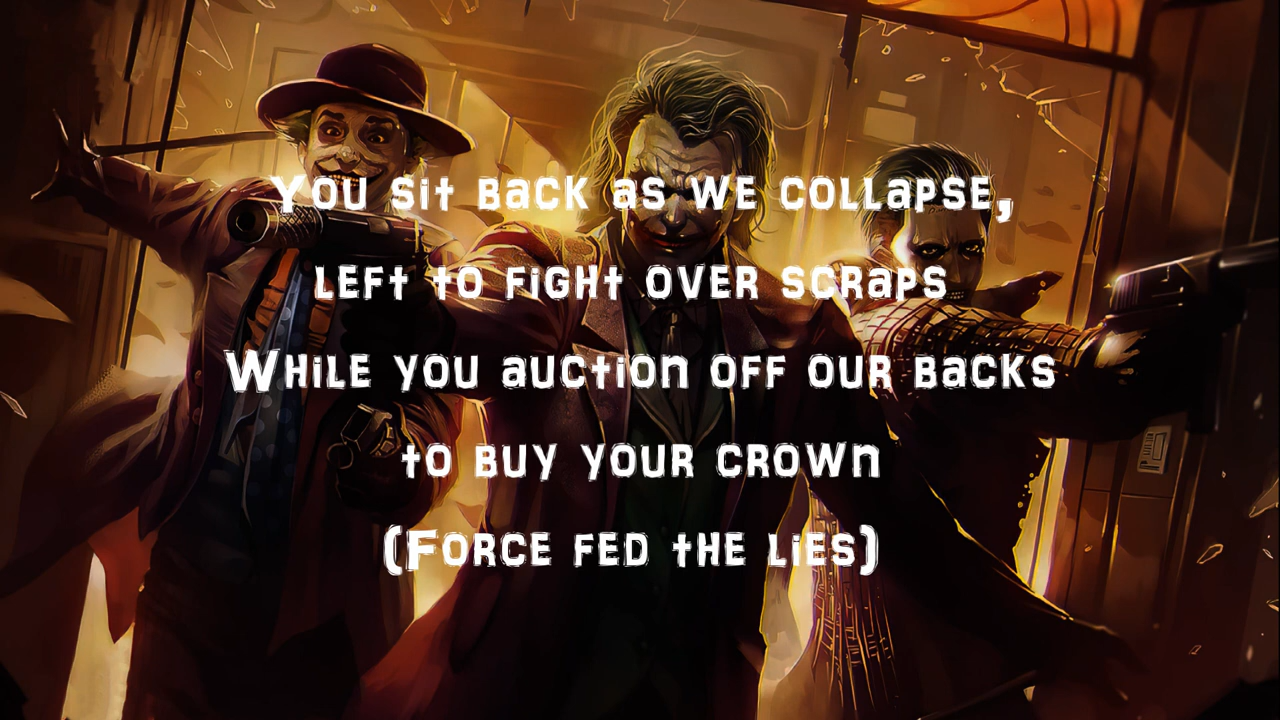 You sit back as we collapse,
left to fight over scraps
While you auction off our backs
to buy your crown
(Force fed the lies)